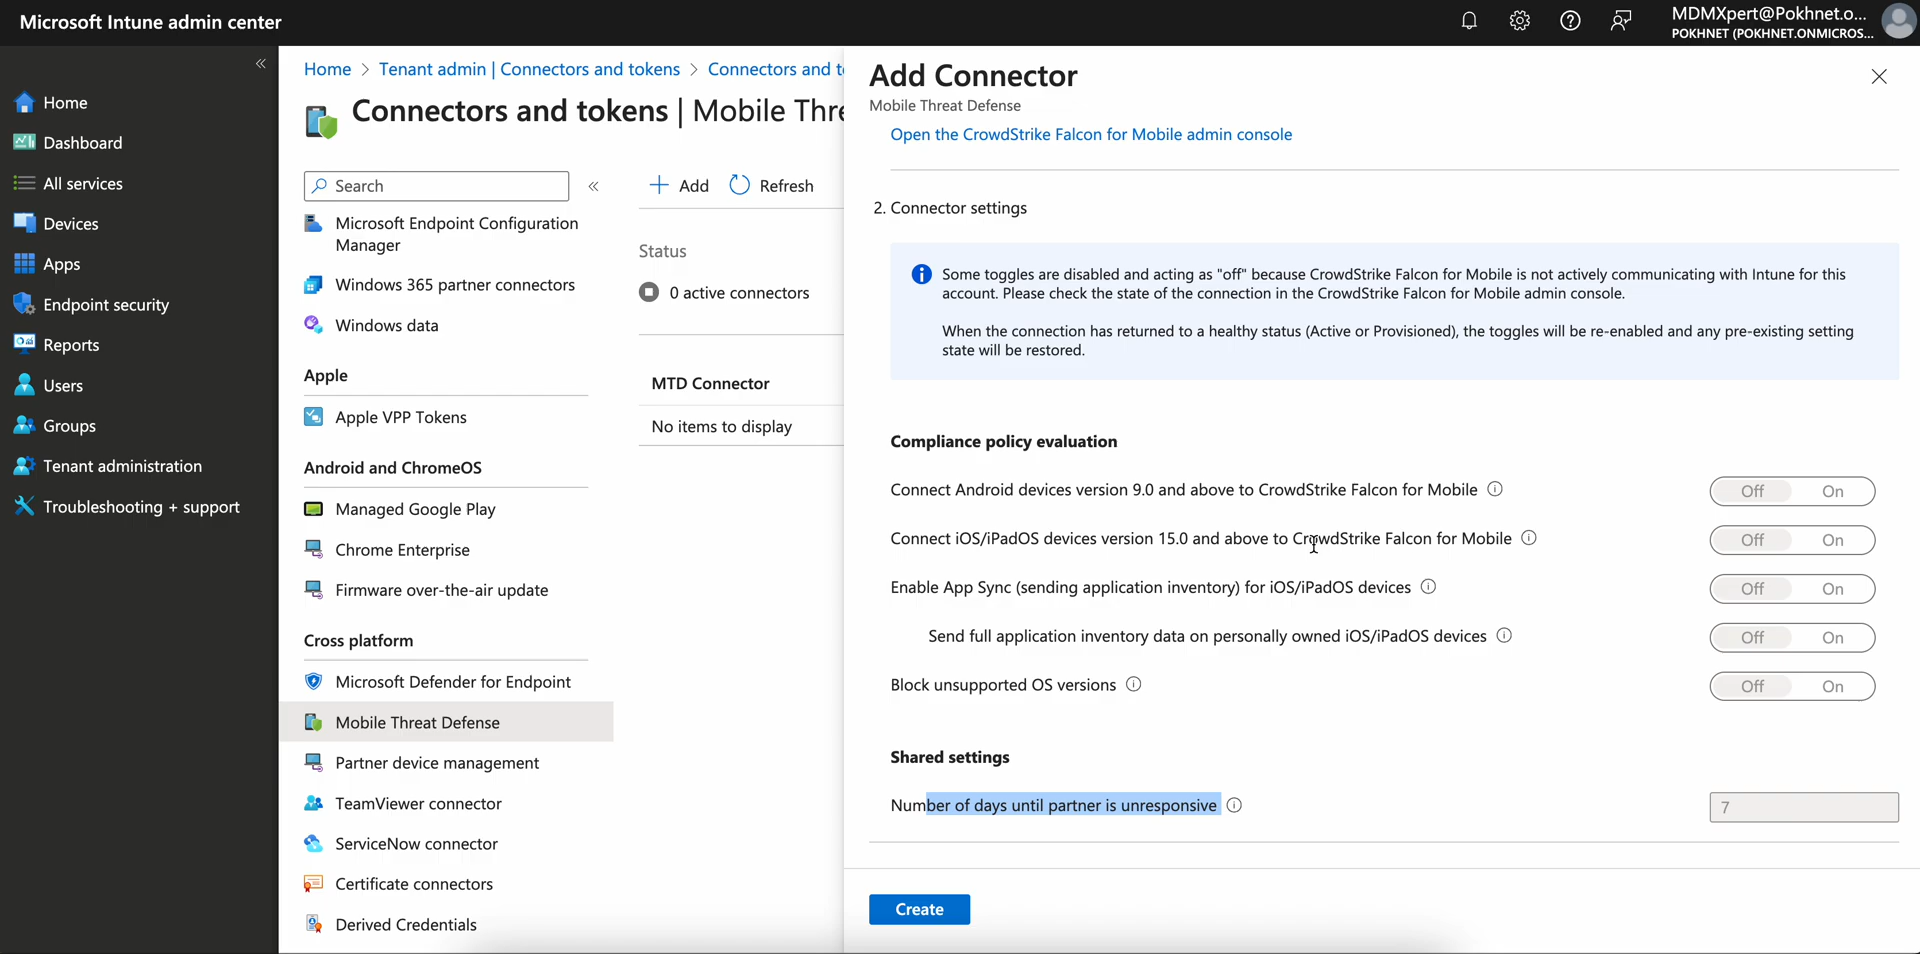 Microsoft Intune admin center
MDMXpert@Pokhnet.o...
POKHNET (POKHNET.ONMICROS...
«
Home
Dashboard
All services
Devices
Apps
Endpoint security
Reports
Users
Groups
Tenant administration
Troubleshooting + support
Home > Tenant admin | Connectors and tokens > Connectors and t
Connectors and tokens | Mobile Thre
Search
«
Microsoft Endpoint Configuration
Manager
Windows 365 partner connectors
Windows data
Apple
Apple VPP Tokens
Android and ChromeOS
Managed Google Play
Chrome Enterprise
Firmware over-the-air update
Cross platform
Microsoft Defender for Endpoint
Mobile Threat Defense
Partner device management
TeamViewer connector
ServiceNow connector
Certificate connectors
Derived Credentials
+ Add
Refresh
Status
0 active connectors
MTD Connector
No items to display
Add Connector
Mobile Threat Defense
Open the CrowdStrike Falcon for Mobile admin console
2. Connector settings
Some toggles are disabled and acting as "off" because CrowdStrike Falcon for Mobile is not actively communicating with Intune for this
account. Please check the state of the connection in the CrowdStrike Falcon for Mobile admin console.
When the connection has returned to a healthy status (Active or Provisioned), the toggles will be re-enabled and any pre-existing setting
state will be restored.
Compliance policy evaluation
Connect Android devices version 9.0 and above to CrowdStrike Falcon for Mobile
Off On
Connect iOS/iPadOS devices version 15.0 and above to CrowdStrike Falcon for Mobile
Off On
Enable App Sync (sending application inventory) for iOS/iPadOS devices
Off On
Send full application inventory data on personally owned iOS/iPadOS devices
Off On
Block unsupported OS versions
Off On
Shared settings
Number of days until partner is unresponsive
7
Create